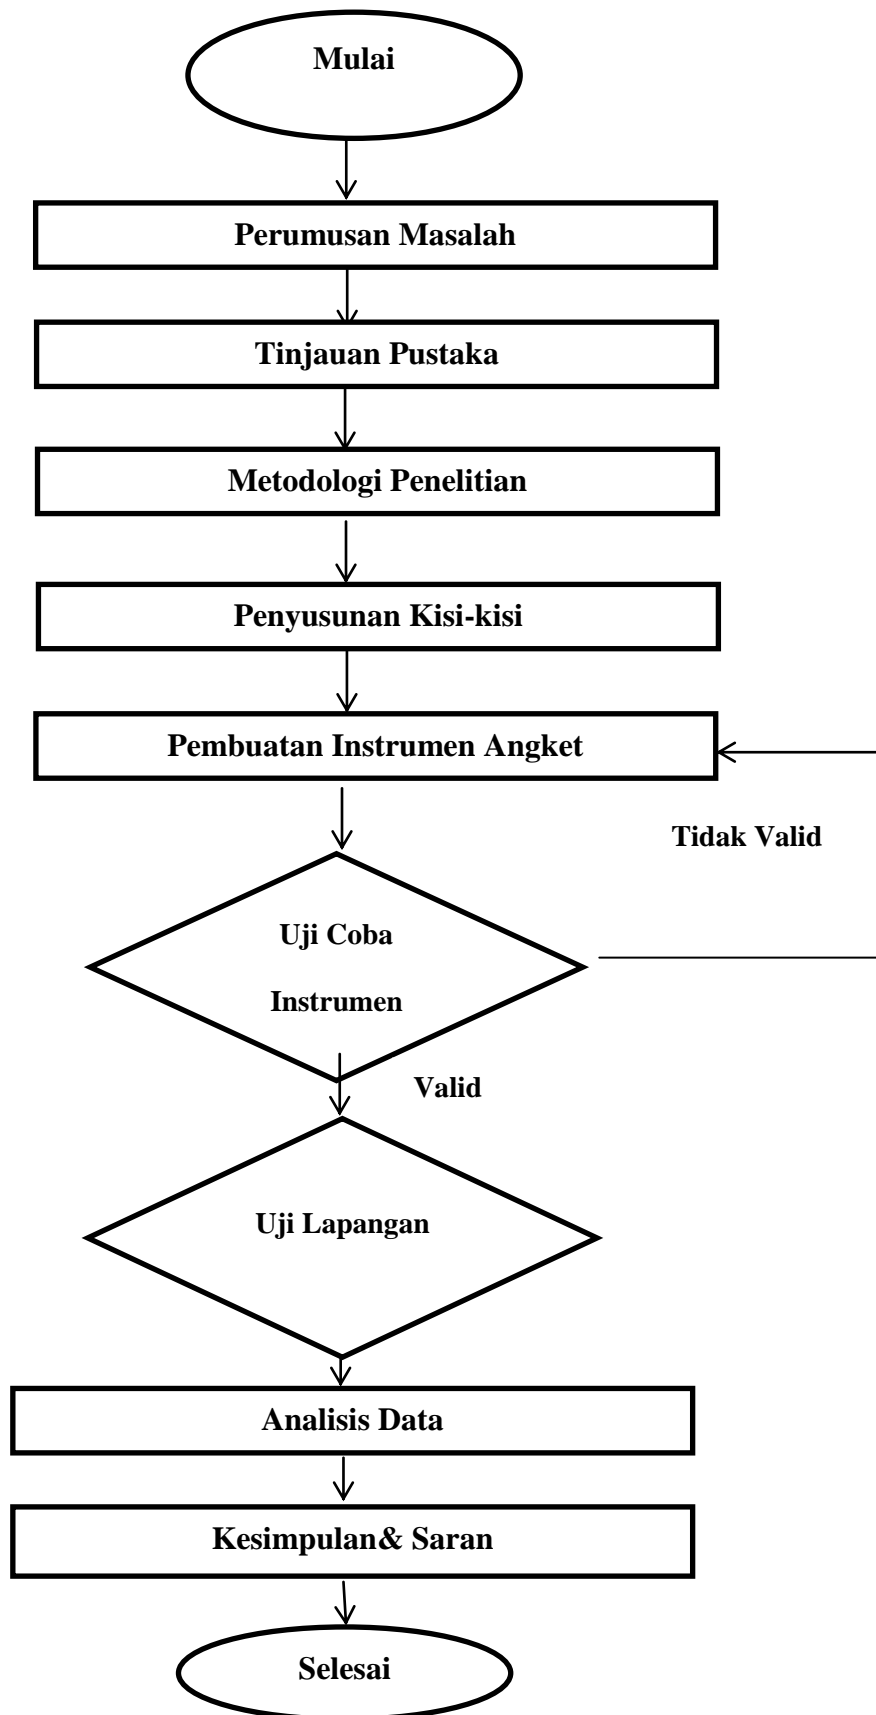 Mulai
Perumusan Masalah
Tinjauan Pustaka
Metodologi Penelitian
Penyusunan Kisi-kisi
Pembuatan Instrumen Angket
Tidak Valid
Uji Coba
Instrumen
Valid
Uji Lapangan
Analisis Data
Kesimpulan& Saran
Selesai